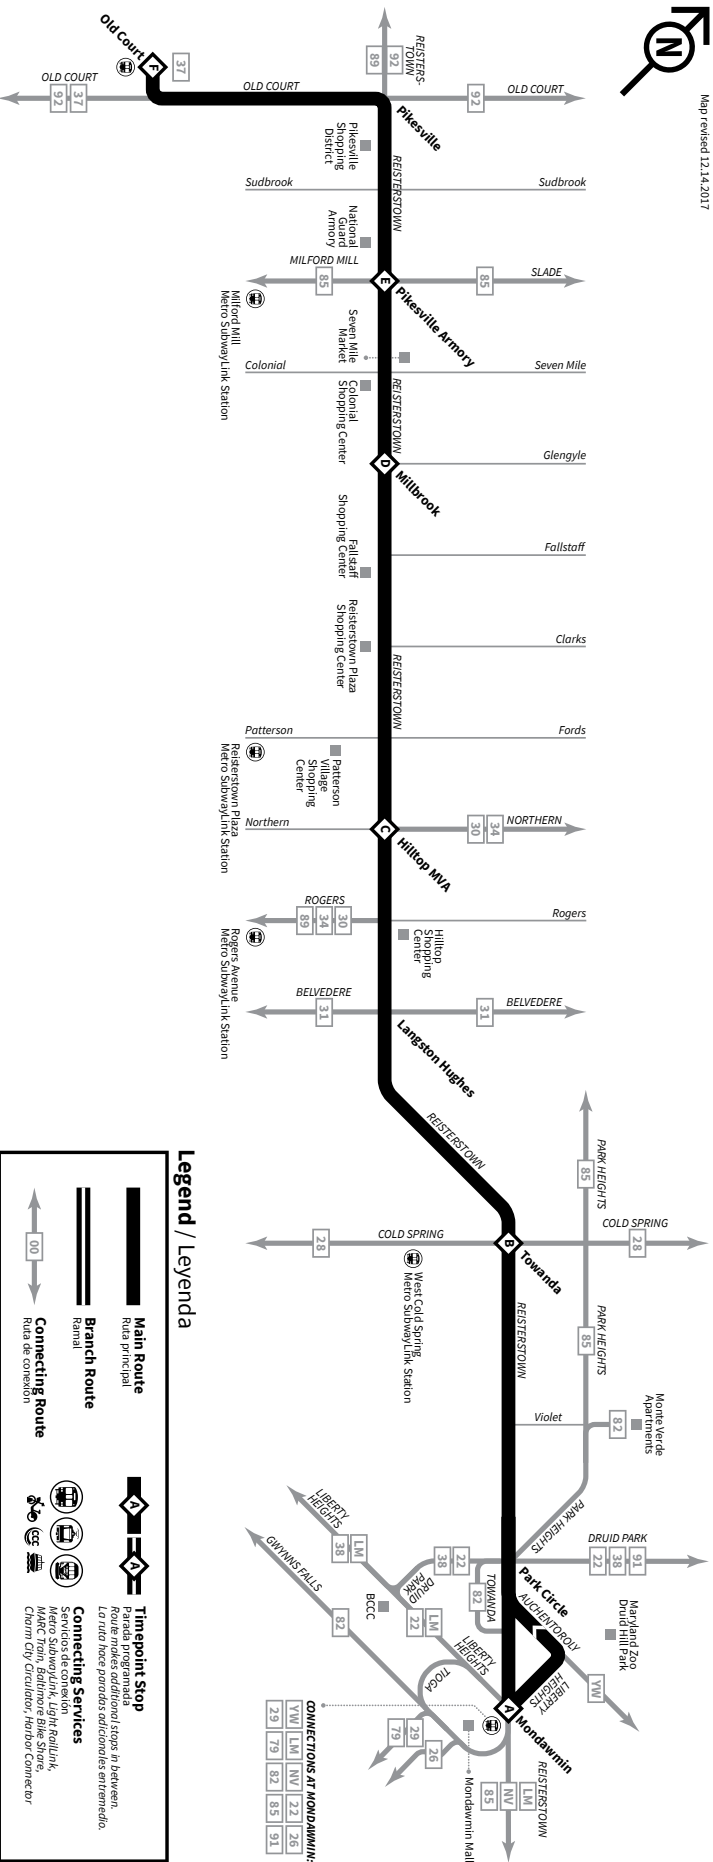 Map revised 12.14.2017
N
Old Court
F
37
OLD COURT
92
37
OLD COURT
REISTERS-
TOWN
89
92
92
OLD COURT
Pikesville
Pikesville
Shopping
District
REISTERSTOWN
Sudbrook
Sudbrook
National
Guard
Armory
MILFORD MILL
85
E
Pikesville Armory
85
SLADE
Milford Mill
Metro SubwayLink Station
Seven Mile
Market
Colonial
Seven Mile
Colonial
Shopping Center
REISTERSTOWN
Glengyle
D
Millbrook
Fallstaff
Shopping Center
Fallstaff
Reisterstown Plaza
Shopping Center
Clarks
REISTERSTOWN
Patterson
Fords
Reisterstown Plaza
Metro SubwayLink Station
Patterson
Village
Shopping
Center
Northern
C
Hilltop MVA
30
34
NORTHERN
ROGERS
89
34
30
Rogers
Rogers Avenue
Metro SubwayLink Station
Hilltop
Shopping
Center
BELVEDERE
31
31
BELVEDERE
Langston Hughes
REISTERSTOWN
PARK HEIGHTS
85
COLD SPRING
28
COLD SPRING
28
B
Towanda
West Cold Spring
Metro SubwayLink Station
REISTERSTOWN
PARK HEIGHTS
85
Violet
82
Monte Verde
Apartments
PARK HEIGHTS
DRUID PARK
22
38
91
LIBERTY
HEIGHTS
38
LM
GWYNNS FALLS
82
38
22
DRUID
PARK
BCCC
22
LM
82
TOWANDA
Park Circle
AUCHENTOROLY
Maryland Zoo
Druid Hill Park
YW
LIBERTY
HEIGHTS
LIBERTY
HEIGHTS
TIOGA
A
Mondawmin
79
29
26
Mondawmin Mall
REISTERSTOWN
85
NV
LM
CONNECTIONS AT MONDAWMIN:
YW
LM
NV
22
26
29
79
82
85
91
Legend / Leyenda
Main Route
Ruta principal
Branch Route
Ramal
00
Connecting Route
Ruta de conexión
A
A
Timepoint Stop
Parada programada
Route makes additional stops in between.
La ruta hace paradas adicionales entremedio.
CCC
Connecting Services
Servicios de conexión
Metro SubwayLink, Light RailLink,
MARC Train, Baltimore Bike Share,
Charm City Circulator, Harbor Connector